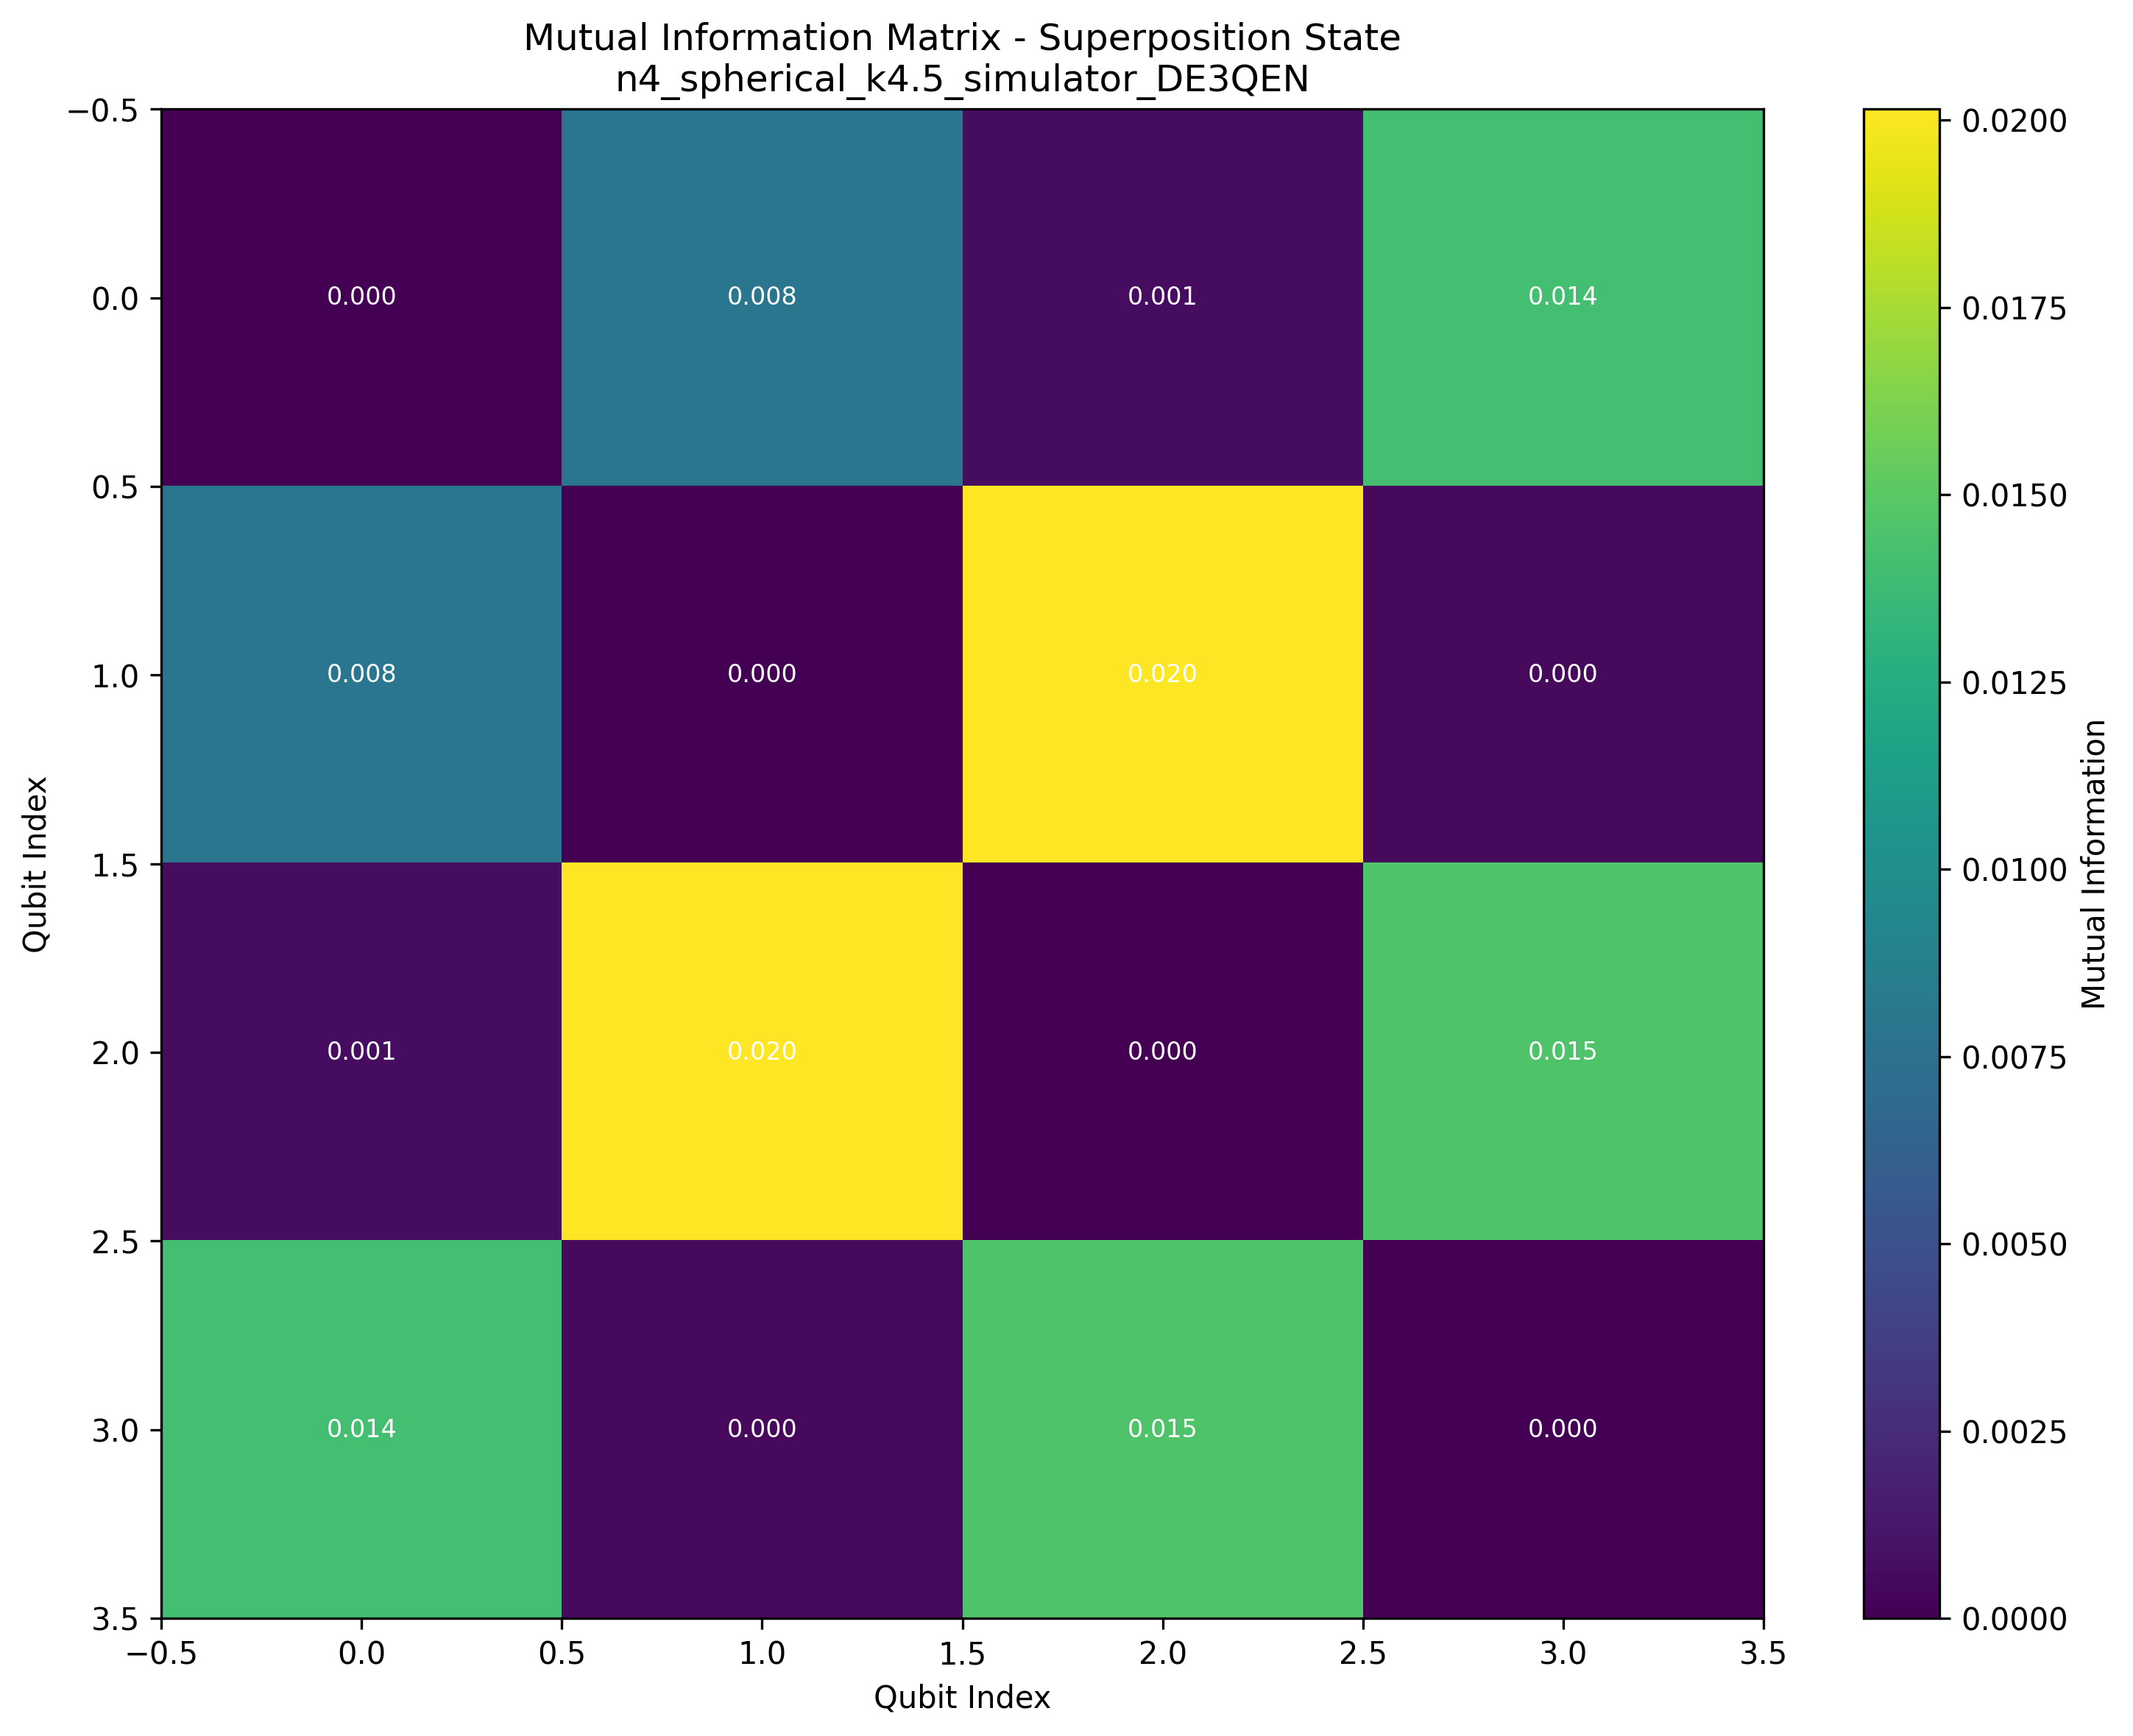 Mutual Information Matrix - Superposition State
n4_spherical_k4.5_simulator_DE3QEN
−0.5
0.0
0.5
1.0
1.5
2.0
2.5
3.0
3.5
Qubit Index
0.000 0.008 0.001 0.014
0.008 0.000 0.020 0.000
0.001 0.020 0.000 0.015
0.014 0.000 0.015 0.000
−0.5 0.0 0.5 1.0 1.5 2.0 2.5 3.0 3.5
Qubit Index
0.0200
0.0175
0.0150
0.0125
0.0100
0.0075
0.0050
0.0025
0.0000
Mutual Information